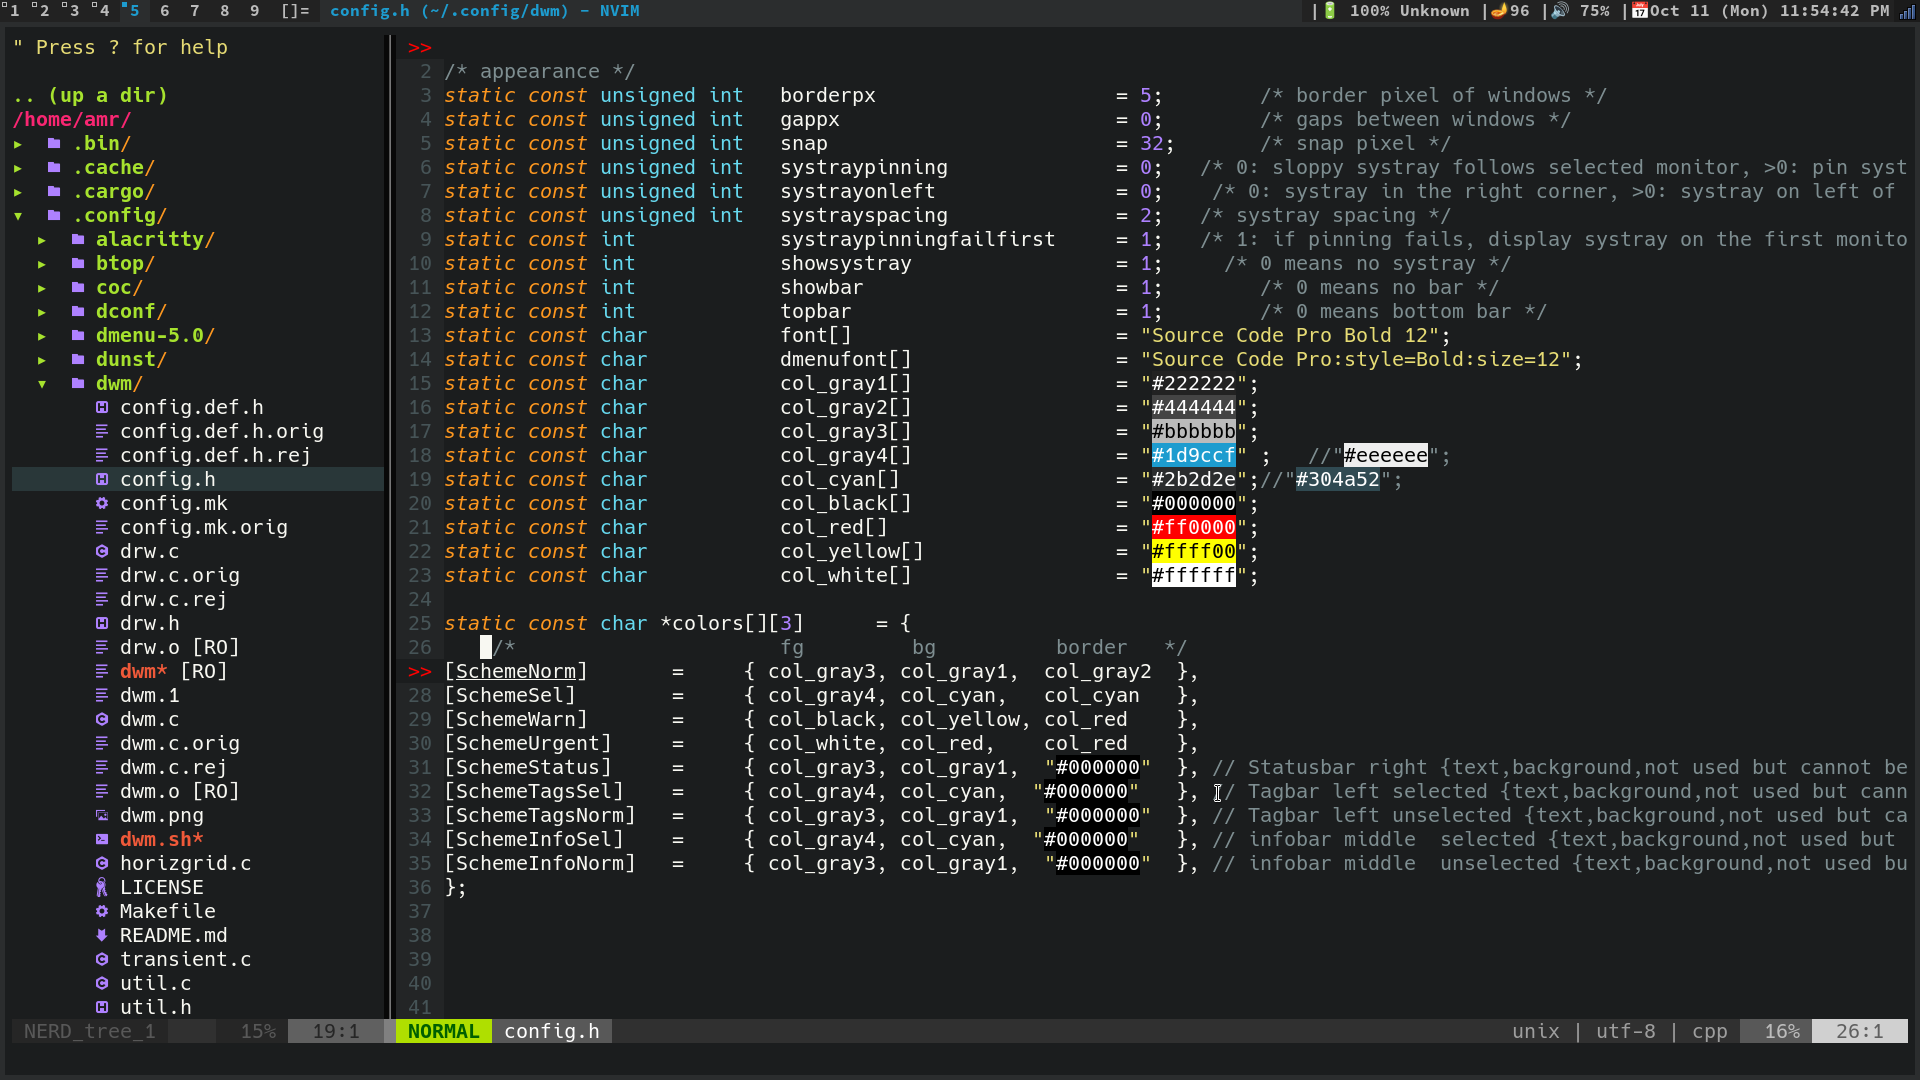 1 2 3 4 5 6 7 8 9 []= config.h (~/.config/dwm) - NVIM | 100% Unknown | 96 | 75% | Oct 11 (Mon) 11:54:42 PM
" Press ? for help
.. (up a dir)
/home/amr/
▸ .bin/
▸ .cache/
▸ .cargo/
▾ .config/
▸ alacritty/
▸ btop/
▸ coc/
▸ dconf/
▸ dmenu-5.0/
▸ dunst/
▾ dwm/
config.def.h
config.def.h.orig
config.def.h.rej
config.h
config.mk
config.mk.orig
drw.c
drw.c.orig
drw.c.rej
drw.h
drw.o [RO]
dwm* [RO]
dwm.1
dwm.c
dwm.c.orig
dwm.c.rej
dwm.o [RO]
dwm.png
dwm.sh*
horizgrid.c
LICENSE
Makefile
README.md
transient.c
util.c
util.h
NERD_tree_1 15% 19:1
>>
2 /* appearance */
3 static const unsigned int borderpx = 5; /* border pixel of windows */
4 static const unsigned int gappx = 0; /* gaps between windows */
5 static const unsigned int snap = 32; /* snap pixel */
6 static const unsigned int systraypinning = 0; /* 0: sloppy systray follows selected monitor, >0: pin syst
7 static const unsigned int systrayonleft = 0; /* 0: systray in the right corner, >0: systray on left of
8 static const unsigned int systrayspacing = 2; /* systray spacing */
9 static const int systraypinningfailfirst = 1; /* 1: if pinning fails, display systray on the first monito
10 static const int showsystray = 1; /* 0 means no systray */
11 static const int showbar = 1; /* 0 means no bar */
12 static const int topbar = 1; /* 0 means bottom bar */
13 static const char font[] = "Source Code Pro Bold 12";
14 static const char dmenufont[] = "Source Code Pro:style=Bold:size=12";
15 static const char col_gray1[] = "#222222";
16 static const char col_gray2[] = "#444444";
17 static const char col_gray3[] = "#bbbbbb";
18 static const char col_gray4[] = "#1d9ccf" ; //"#eeeeee";
19 static const char col_cyan[] = "#2b2d2e";//"#304a52";
20 static const char col_black[] = "#000000";
21 static const char col_red[] = "#ff0000";
22 static const char col_yellow[] = "#ffff00";
23 static const char col_white[] = "#ffffff";
24
25 static const char *colors[][3] = {
26 /* fg bg border */
>> [SchemeNorm] = { col_gray3, col_gray1, col_gray2 },
28 [SchemeSel] = { col_gray4, col_cyan, col_cyan },
29 [SchemeWarn] = { col_black, col_yellow, col_red },
30 [SchemeUrgent] = { col_white, col_red, col_red },
31 [SchemeStatus] = { col_gray3, col_gray1, "#000000" }, // Statusbar right {text,background,not used but cannot be
32 [SchemeTagsSel] = { col_gray4, col_cyan, "#000000" }, // Tagbar left selected {text,background,not used but cann
33 [SchemeTagsNorm] = { col_gray3, col_gray1, "#000000" }, // Tagbar left unselected {text,background,not used but ca
34 [SchemeInfoSel] = { col_gray4, col_cyan, "#000000" }, // infobar middle selected {text,background,not used but
35 [SchemeInfoNorm] = { col_gray3, col_gray1, "#000000" }, // infobar middle unselected {text,background,not used bu
36 };
37
38
39
40
41
NORMAL config.h unix | utf-8 | cpp 16% 26:1